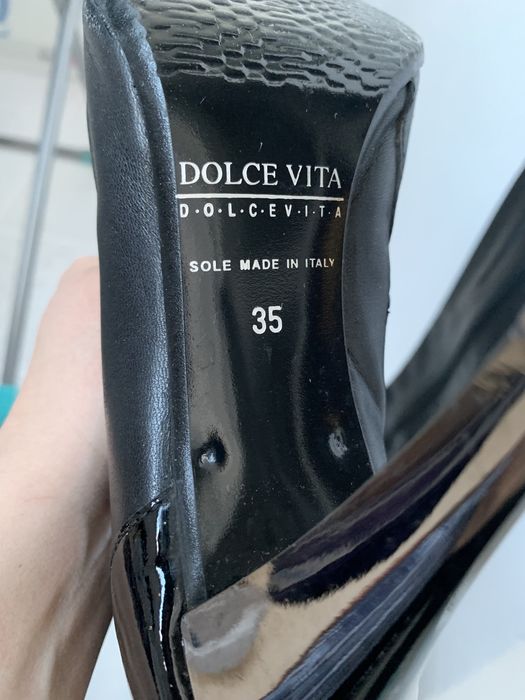 DOLCE VITA
D·O·L·C·E·V·I·T·A
SOLE MADE IN ITALY
35